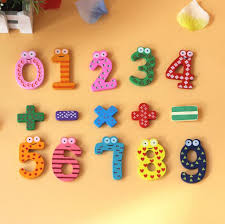 0 1 2 3 4
+ - × + =
5 6 7 8 9